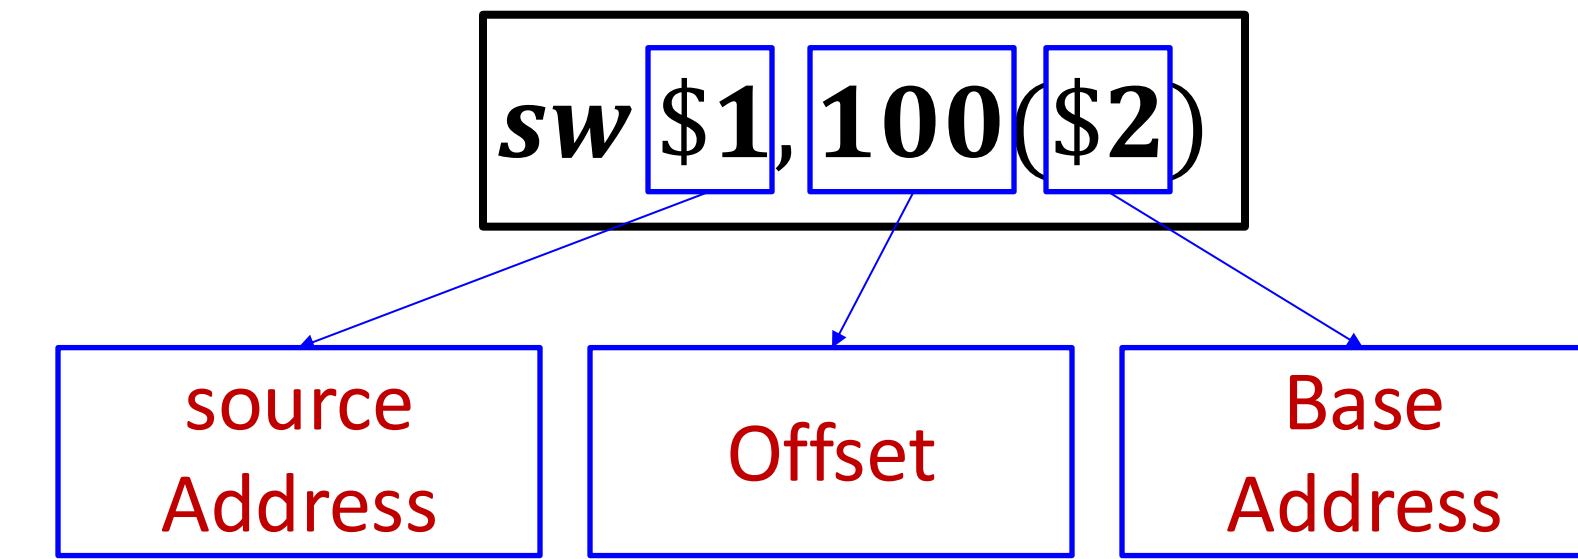 sw $1, 100($2)
source
Address
Offset
Base
Address